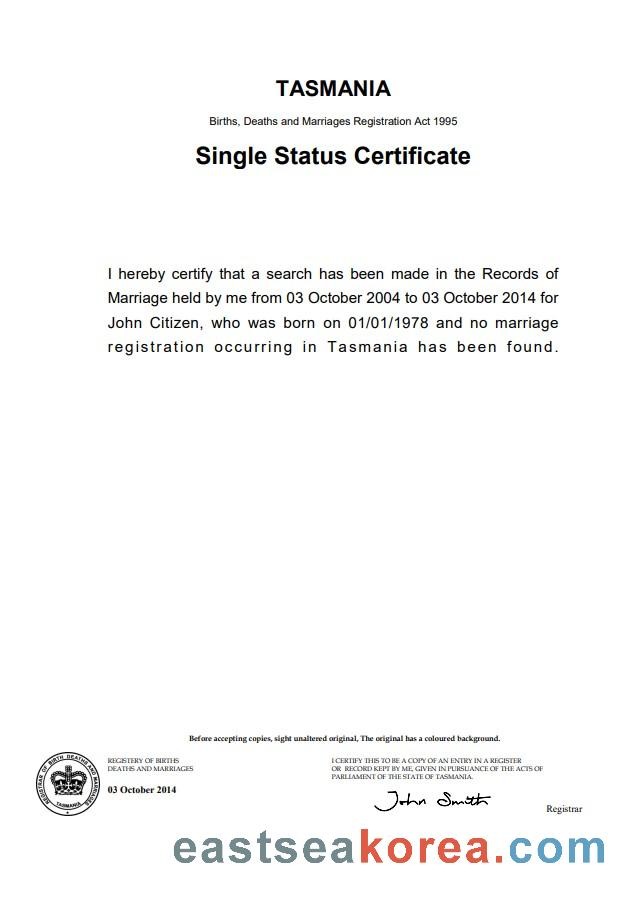 TASMANIA
Births, Deaths and Marriages Registration Act 1995
Single Status Certificate
I hereby certify that a search has been made in the Records of
Marriage held by me from 03 October 2004 to 03 October 2014 for
John Citizen, who was born on 01/01/1978 and no marriage
registration occurring in Tasmania has been found.
Before accepting copies, sight unaltered original, The original has a coloured background.
REGISTRAR OF BIRTH DEATHS AND MARRIAGES
TASMANIA
REGISTERY OF BIRTHS
DEATHS AND MARRIAGES
03 October 2014
I CERTIFY THIS TO BE A COPY OF AN ENTRY IN A REGISTER
OR RECORD KEPT BY ME, GIVEN IN PURSUANCE OF THE ACTS OF
PARLIAMENT OF THE STATE OF TASMANIA.
John Smith
Registrar
eastseakorea.com